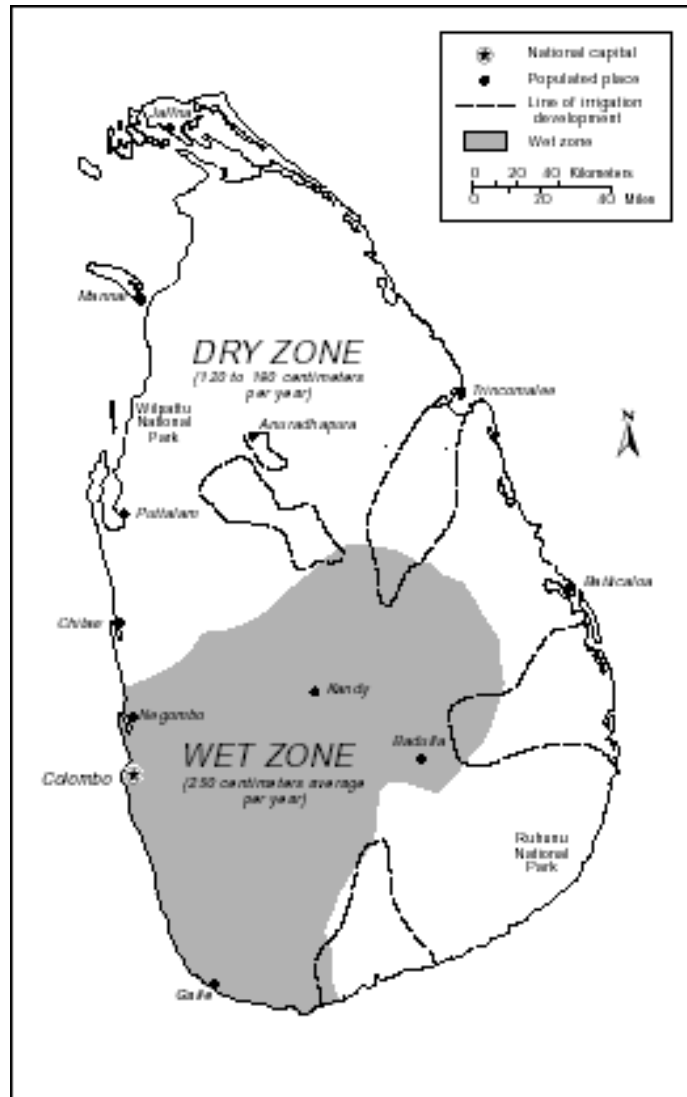 National capital
Populated place
Line of irrigation
development
Wet zone
0 20 40 Kilometers
0 20 40 Miles
Jaffna
Mannar
DRY ZONE
(120 to 190 centimeters
per year)
Trincomalee
Wilpattu
National
Park
Anuradhapura
N
Puttalam
Batticaloa
Chilaw
Kandy
Negombo
Badulla
WET ZONE
(250 centimeters average
per year)
Colombo
Ruhunu
National
Park
Galle